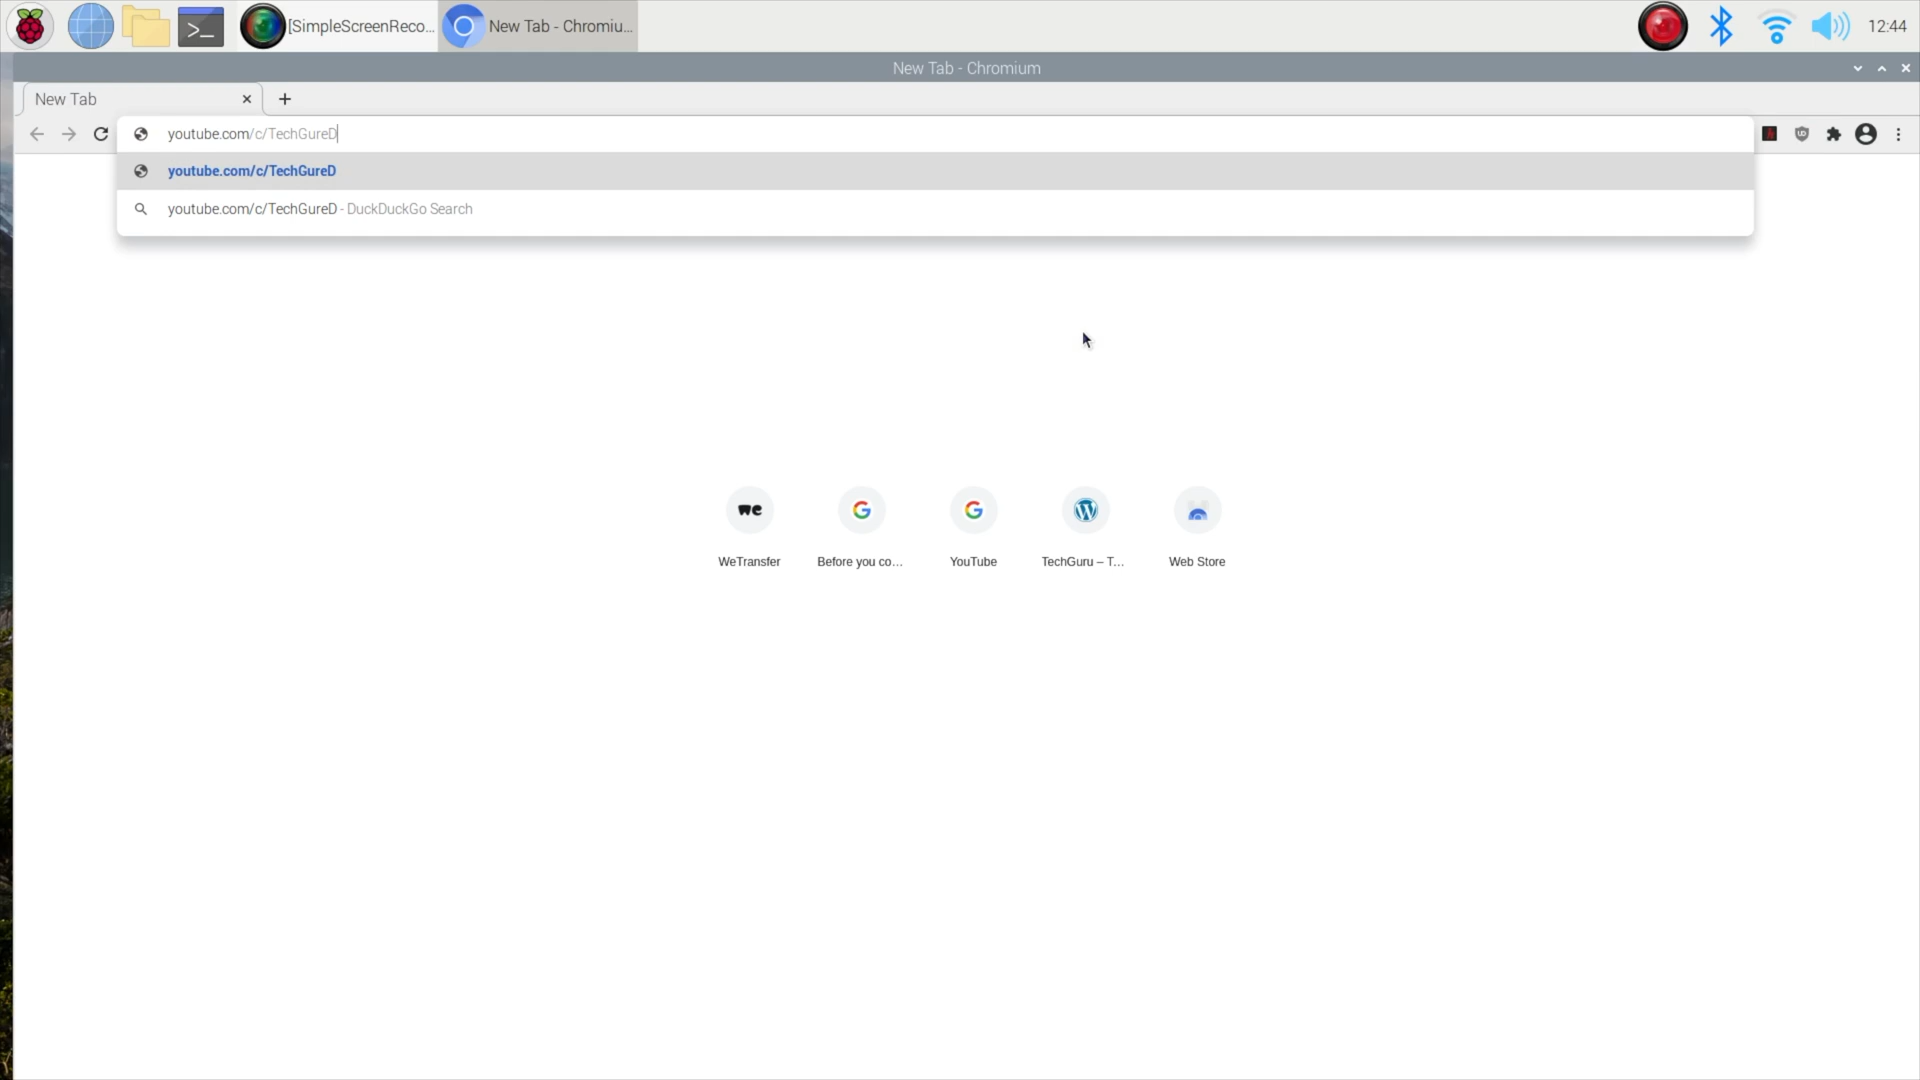 [SimpleScreenReco...
New Tab - Chromiu...
12:44
New Tab - Chromium
New Tab
youtube.com/c/TechGureD
youtube.com/c/TechGureD
youtube.com/c/TechGureD - DuckDuckGo Search
WeTransfer
Before you co...
YouTube
TechGuru – T...
Web Store